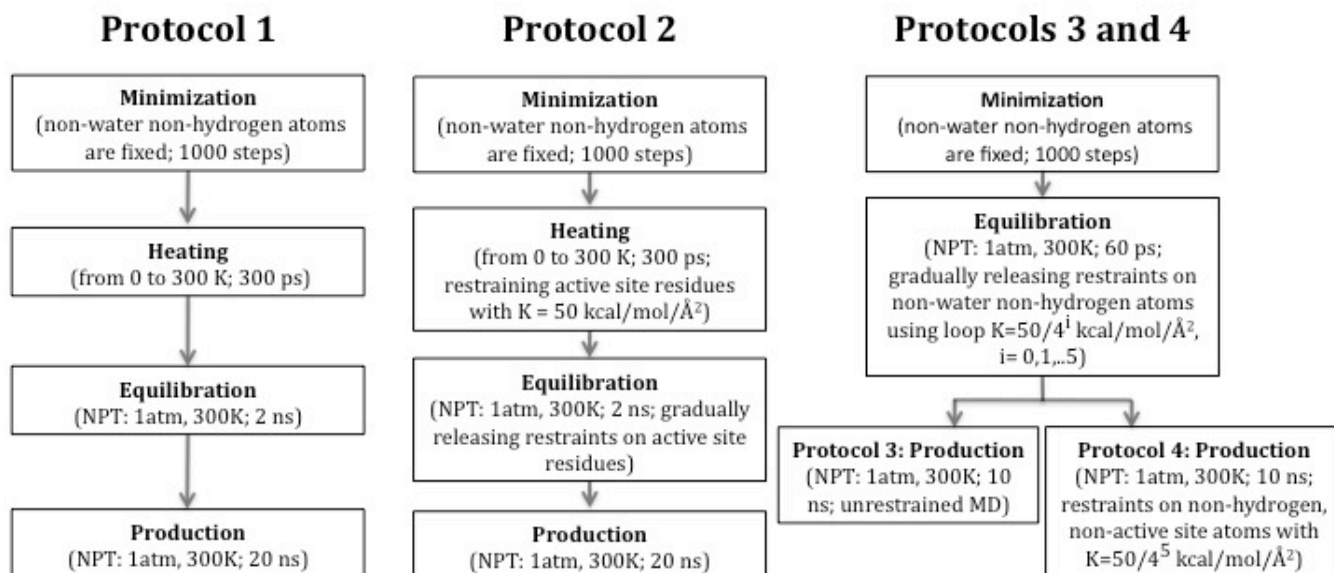 Protocol 1
Minimization
(non-water non-hydrogen atoms
are fixed; 1000 steps)
Heating
(from 0 to 300 K; 300 ps)
Equilibration
(NPT: 1atm, 300K; 2 ns)
Production
(NPT: 1atm, 300K; 20 ns)
Protocol 2
Minimization
(non-water non-hydrogen atoms
are fixed; 1000 steps)
Heating
(from 0 to 300 K; 300 ps;
restraining active site residues
with K = 50 kcal/mol/Å²)
Equilibration
(NPT: 1atm, 300K; 2 ns; gradually
releasing restraints on active site
residues)
Production
(NPT: 1atm, 300K; 20 ns)
Protocols 3 and 4
Minimization
(non-water non-hydrogen atoms
are fixed; 1000 steps)
Equilibration
(NPT: 1atm, 300K; 60 ps;
gradually releasing restraints on
non-water non-hydrogen atoms
using loop K=50/4ⁱ kcal/mol/Å²,
i= 0,1,..5)
Protocol 3: Production
(NPT: 1atm, 300K; 10
ns; unrestrained MD)
Protocol 4: Production
(NPT: 1atm, 300K; 10 ns;
restraints on non-hydrogen,
non-active site atoms with
K=50/4⁵ kcal/mol/Å²)